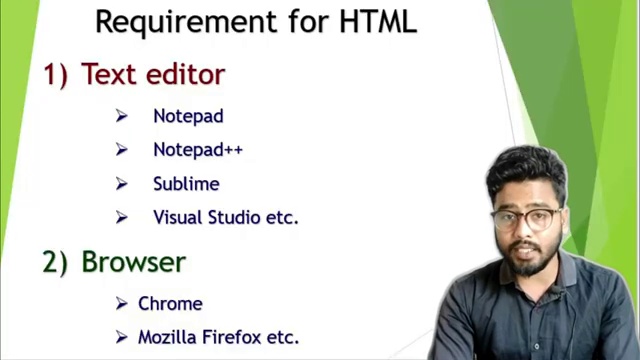 Requirement for HTML
1) Text editor
➢ Notepad
➢ Notepad++
➢ Sublime
➢ Visual Studio etc.
2) Browser
➢ Chrome
➢ Mozilla Firefox etc.